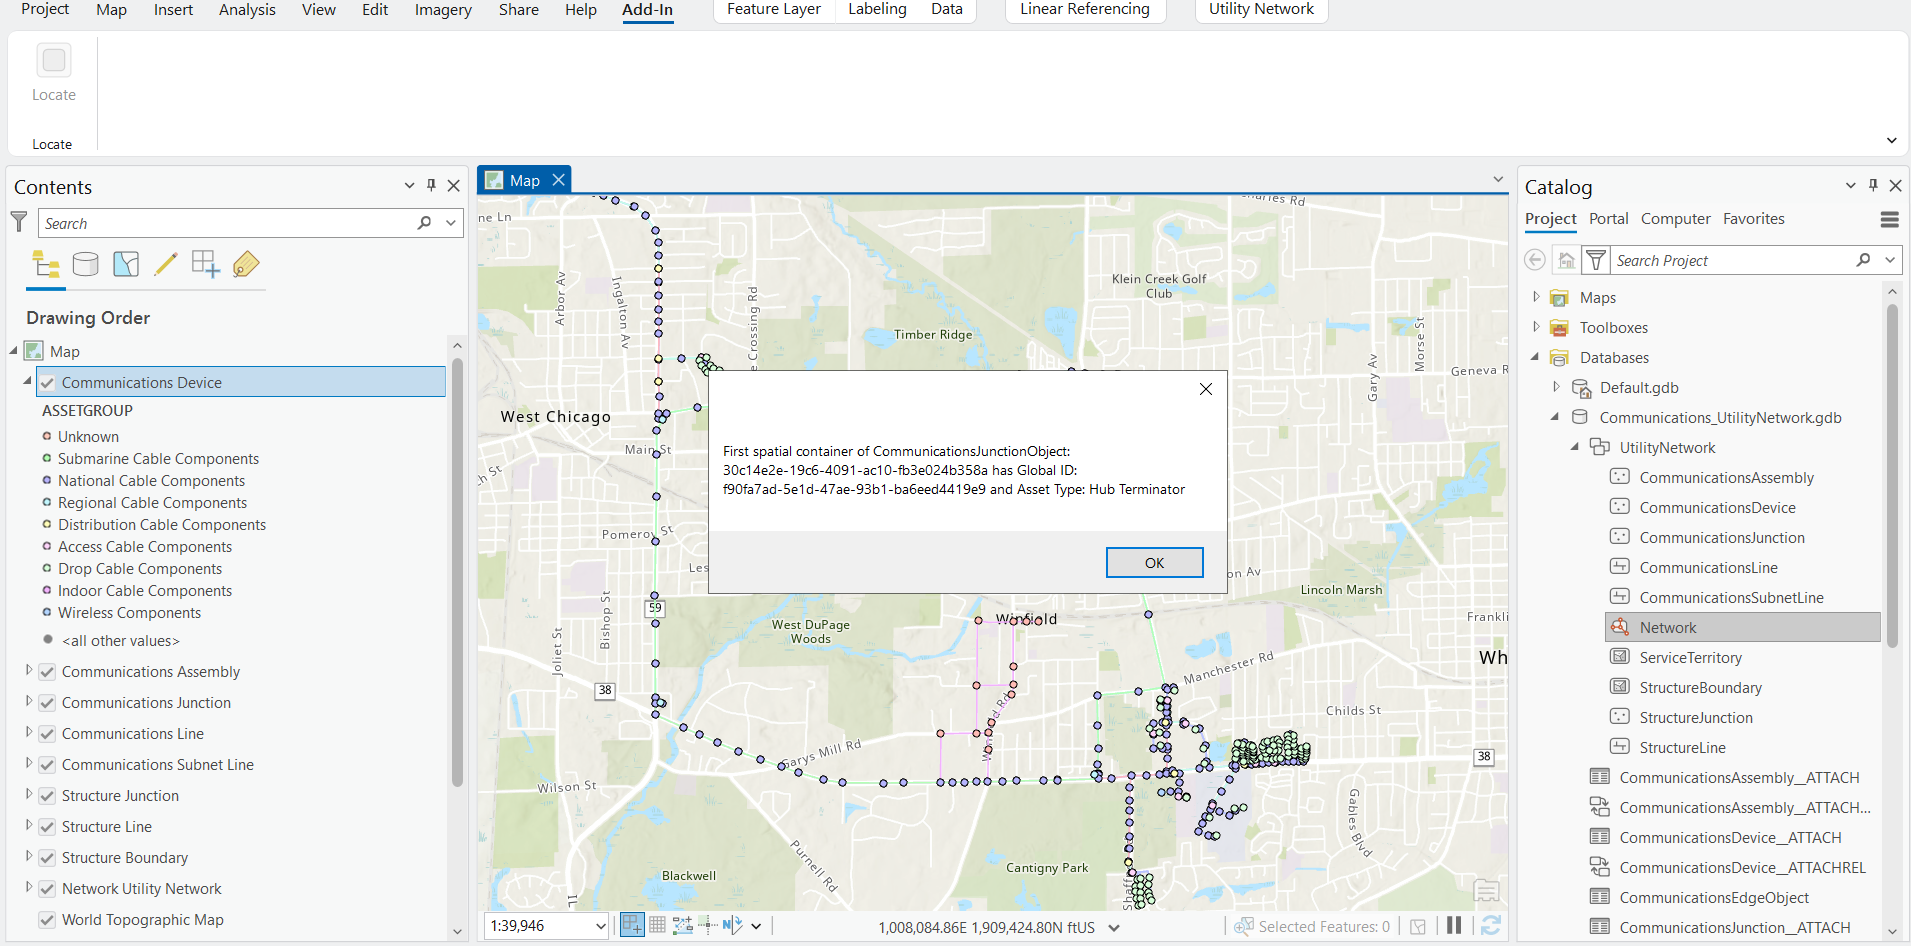 Project Map Insert Analysis View Edit Imagery Share Help Add-In Feature Layer Labeling Data Linear Referencing Utility Network
Locate
Locate
Contents
Search
Drawing Order
Map
Communications Device
ASSETGROUP
Unknown
Submarine Cable Components
National Cable Components
Regional Cable Components
Distribution Cable Components
Access Cable Components
Drop Cable Components
Indoor Cable Components
Wireless Components
<all other values>
Communications Assembly
Communications Junction
Communications Line
Communications Subnet Line
Structure Junction
Structure Line
Structure Boundary
Network Utility Network
World Topographic Map
Map
ne Ln
Arbor Av
Ingalton Av
e Crossing Rd
harles Rd
Klein Creek Golf
Club
Timber Ridge
Morse St
Gary Av
Geneva R
West Chicago
Main St
ch St
Pomeroy St
Les
First spatial container of CommunicationsJunctionObject:
30c14e2e-19c6-4091-ac10-fb3e024b358a has Global ID:
f90fa7ad-5e1d-47ae-93b1-ba6eed4419e9 and Asset Type: Hub Terminator
OK
on Av
Lincoln Marsh
59
Bishop St
Joliet St
West DuPage
Woods
Winfield
Frankli
Wh
Manchester Rd
38
d Rd
Childs St
Garys Mill Rd
38
Wilson St
Gables Blvd
Purnell Rd
Cantigny Park
Blackwell
Shaff
IL
1:39,946
1,008,084.86E 1,909,424.80N ftUS
Selected Features: 0
Catalog
Project Portal Computer Favorites
Search Project
Maps
Toolboxes
Databases
Default.gdb
Communications_UtilityNetwork.gdb
UtilityNetwork
CommunicationsAssembly
CommunicationsDevice
CommunicationsJunction
CommunicationsLine
CommunicationsSubnetLine
Network
ServiceTerritory
StructureBoundary
StructureJunction
StructureLine
CommunicationsAssembly__ATTACH
CommunicationsAssembly__ATTACH...
CommunicationsDevice__ATTACH
CommunicationsDevice__ATTACHREL
CommunicationsEdgeObject
CommunicationsJunction__ATTACH